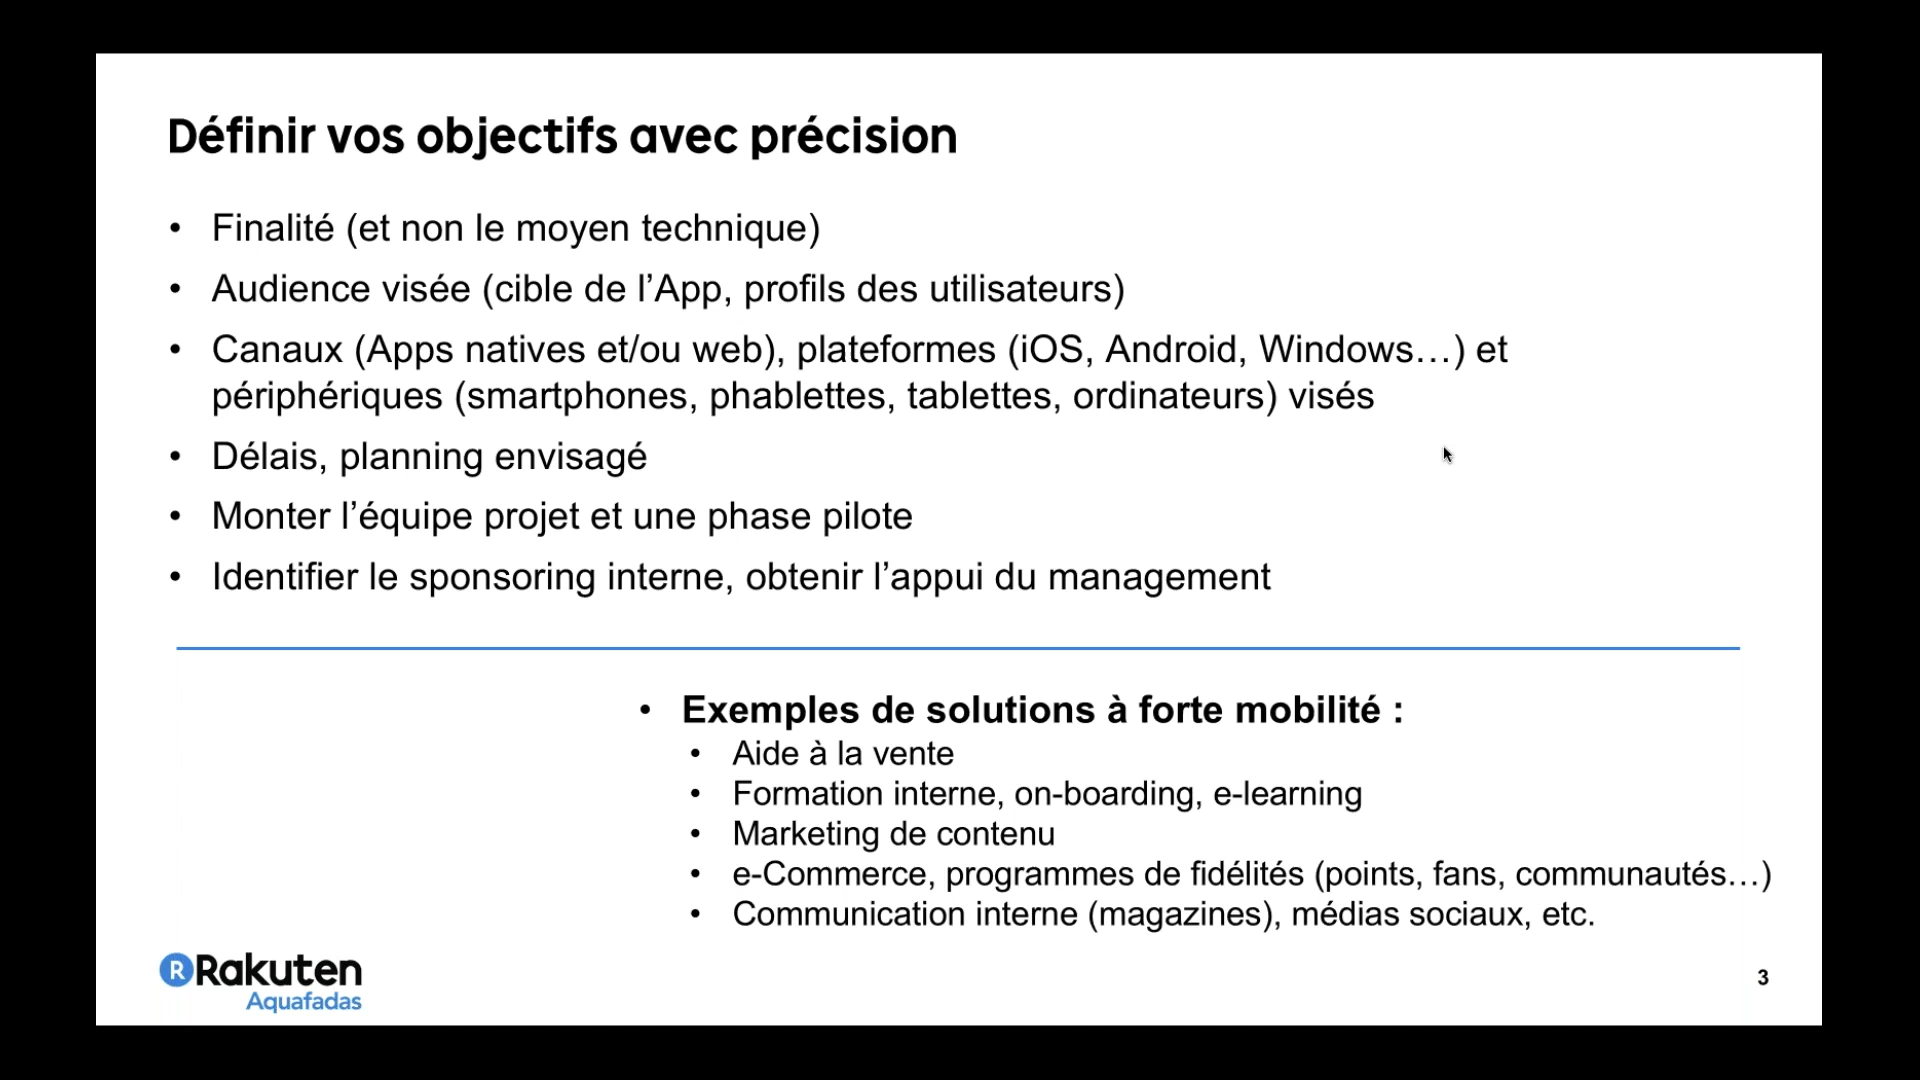 Définir vos objectifs avec précision
• Finalité (et non le moyen technique)
• Audience visée (cible de l’App, profils des utilisateurs)
• Canaux (Apps natives et/ou web), plateformes (iOS, Android, Windows…) et
périphériques (smartphones, phablettes, tablettes, ordinateurs) visés
• Délais, planning envisagé
• Monter l’équipe projet et une phase pilote
• Identifier le sponsoring interne, obtenir l’appui du management
• Exemples de solutions à forte mobilité :
• Aide à la vente
• Formation interne, on-boarding, e-learning
• Marketing de contenu
• e-Commerce, programmes de fidélités (points, fans, communautés…)
• Communication interne (magazines), médias sociaux, etc.
R Rakuten
Aquafadas
3